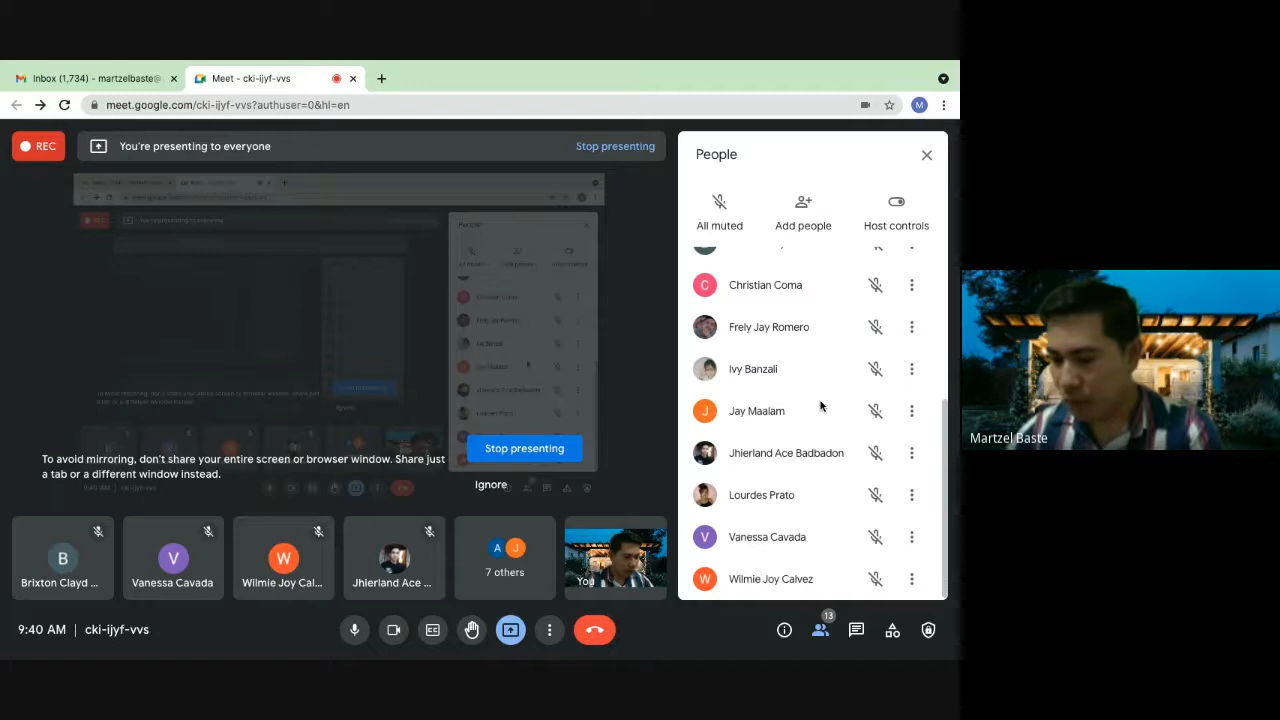 Inbox (1,734) - martzelbaste@
Meet - cki-ijyf-vvs
meet.google.com/cki-ijyf-vvs?authuser=0&hl=en
M
REC
You're presenting to everyone
Stop presenting
People
All muted
Add people
Host controls
C
Christian Coma
Frely Jay Romero
Ivy Banzali
J
Jay Maalam
Jhierland Ace Badbadon
Lourdes Prato
V
Vanessa Cavada
W
Wilmie Joy Calvez
To avoid mirroring, don't share your entire screen or browser window. Share just
a tab or a different window instead.
Stop presenting
Ignore
B
Brixton Clayd ...
V
Vanessa Cavada
W
Wilmie Joy Cal...
Jhierland Ace ...
A
J
7 others
You
9:40 AM | cki-ijyf-vvs
13
Martzel Baste